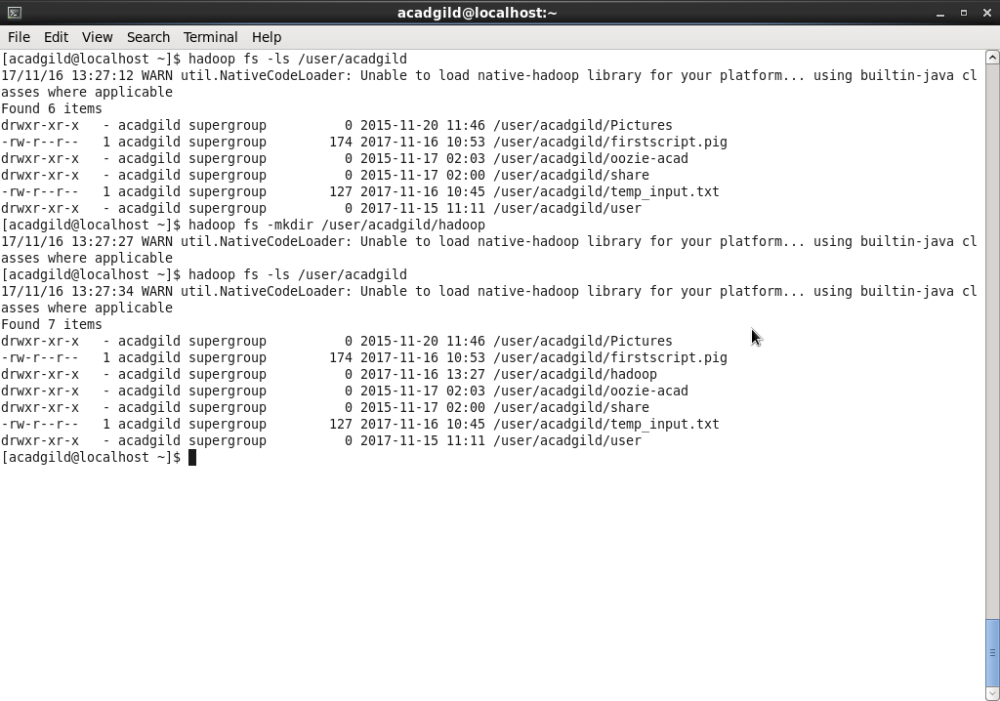 acadgild@localhost:~
File Edit View Search Terminal Help
[acadgild@localhost ~]$ hadoop fs -ls /user/acadgild
17/11/16 13:27:12 WARN util.NativeCodeLoader: Unable to load native-hadoop library for your platform... using builtin-java cl
asses where applicable
Found 6 items
drwxr-xr-x   - acadgild supergroup          0 2015-11-20 11:46 /user/acadgild/Pictures
-rw-r--r--   1 acadgild supergroup        174 2017-11-16 10:53 /user/acadgild/firstscript.pig
drwxr-xr-x   - acadgild supergroup          0 2015-11-17 02:03 /user/acadgild/oozie-acad
drwxr-xr-x   - acadgild supergroup          0 2015-11-17 02:00 /user/acadgild/share
-rw-r--r--   1 acadgild supergroup        127 2017-11-16 10:45 /user/acadgild/temp_input.txt
drwxr-xr-x   - acadgild supergroup          0 2017-11-15 11:11 /user/acadgild/user
[acadgild@localhost ~]$ hadoop fs -mkdir /user/acadgild/hadoop
17/11/16 13:27:27 WARN util.NativeCodeLoader: Unable to load native-hadoop library for your platform... using builtin-java cl
asses where applicable
[acadgild@localhost ~]$ hadoop fs -ls /user/acadgild
17/11/16 13:27:34 WARN util.NativeCodeLoader: Unable to load native-hadoop library for your platform... using builtin-java cl
asses where applicable
Found 7 items
drwxr-xr-x   - acadgild supergroup          0 2015-11-20 11:46 /user/acadgild/Pictures
-rw-r--r--   1 acadgild supergroup        174 2017-11-16 10:53 /user/acadgild/firstscript.pig
drwxr-xr-x   - acadgild supergroup          0 2017-11-16 13:27 /user/acadgild/hadoop
drwxr-xr-x   - acadgild supergroup          0 2015-11-17 02:03 /user/acadgild/oozie-acad
drwxr-xr-x   - acadgild supergroup          0 2015-11-17 02:00 /user/acadgild/share
-rw-r--r--   1 acadgild supergroup        127 2017-11-16 10:45 /user/acadgild/temp_input.txt
drwxr-xr-x   - acadgild supergroup          0 2017-11-15 11:11 /user/acadgild/user
[acadgild@localhost ~]$